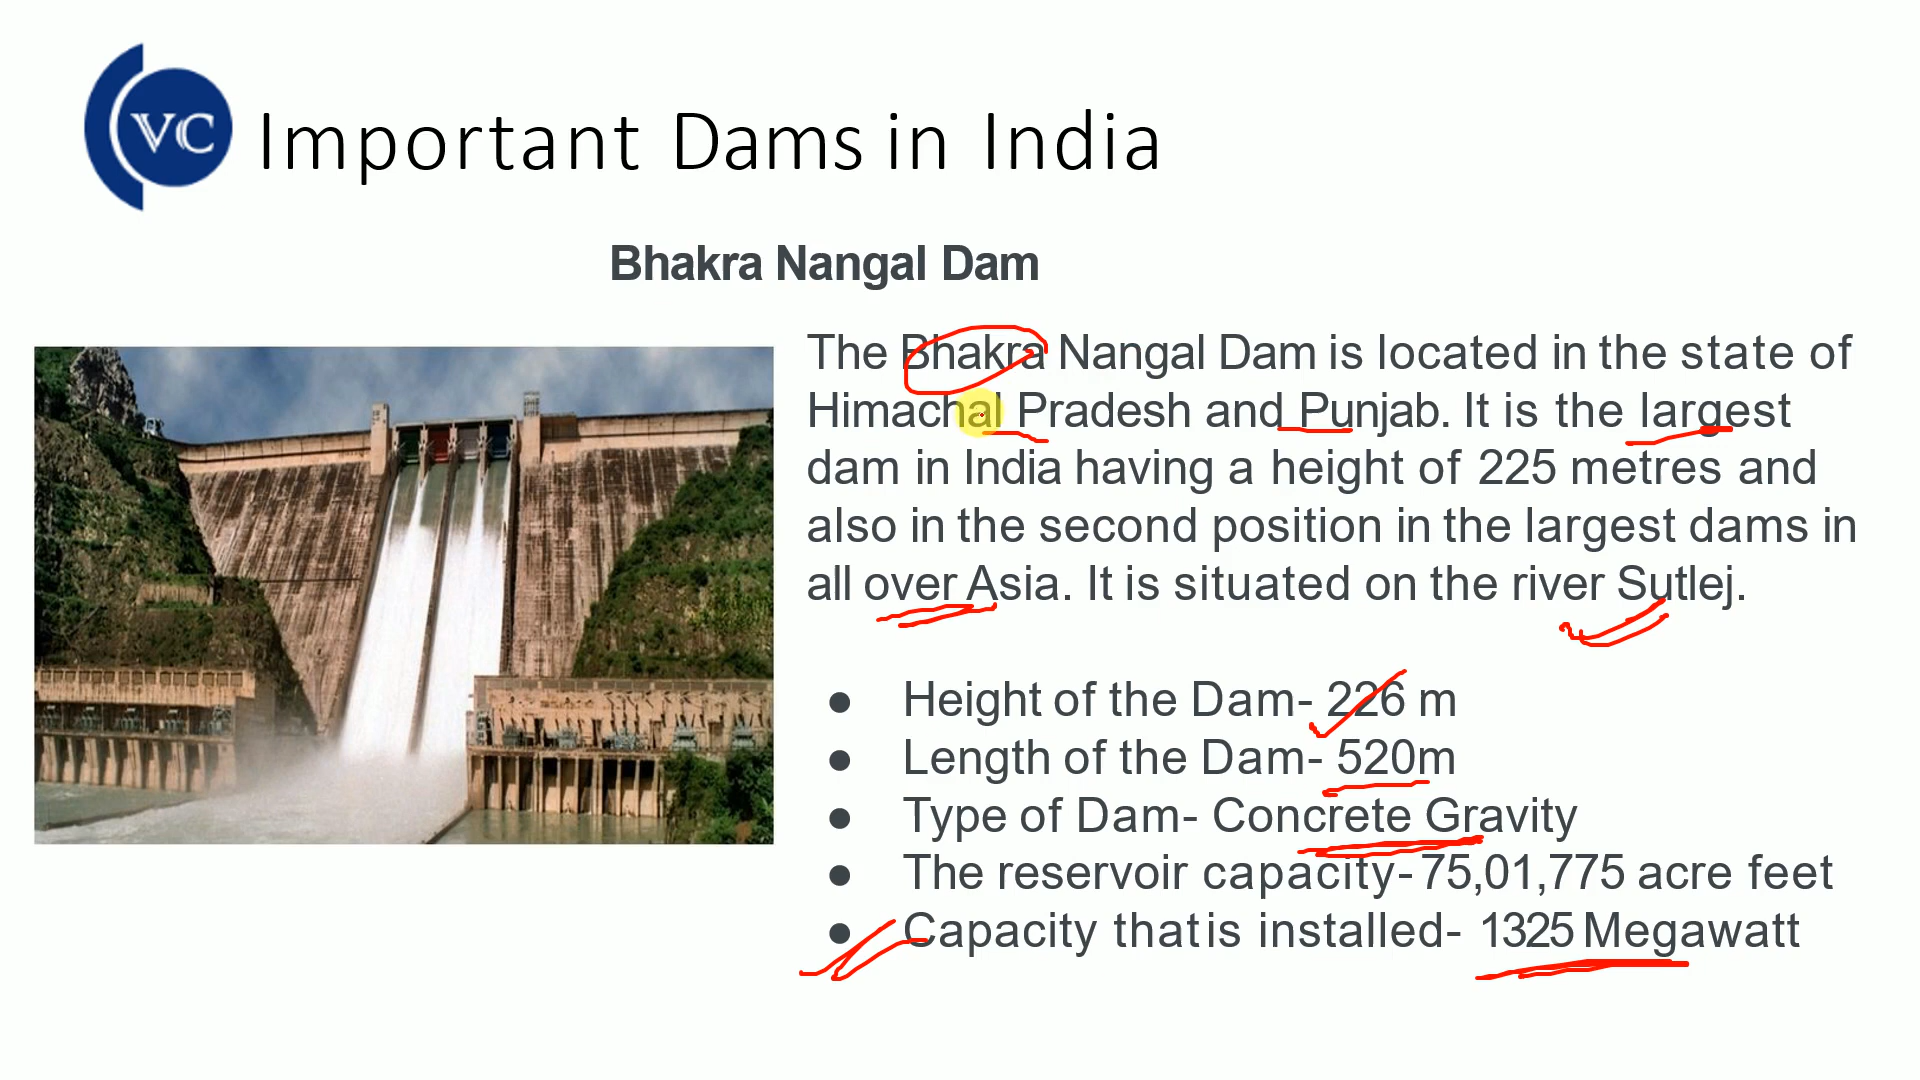 VC
Important Dams in India
Bhakra Nangal Dam
The Bhakra Nangal Dam is located in the state of
Himachal Pradesh and Punjab. It is the largest
dam in India having a height of 225 metres and
also in the second position in the largest dams in
all over Asia. It is situated on the river Sutlej.
● Height of the Dam- 226 m
● Length of the Dam- 520m
● Type of Dam- Concrete Gravity
● The reservoir capacity- 75,01,775 acre feet
● Capacity that is installed- 1325 Megawatt